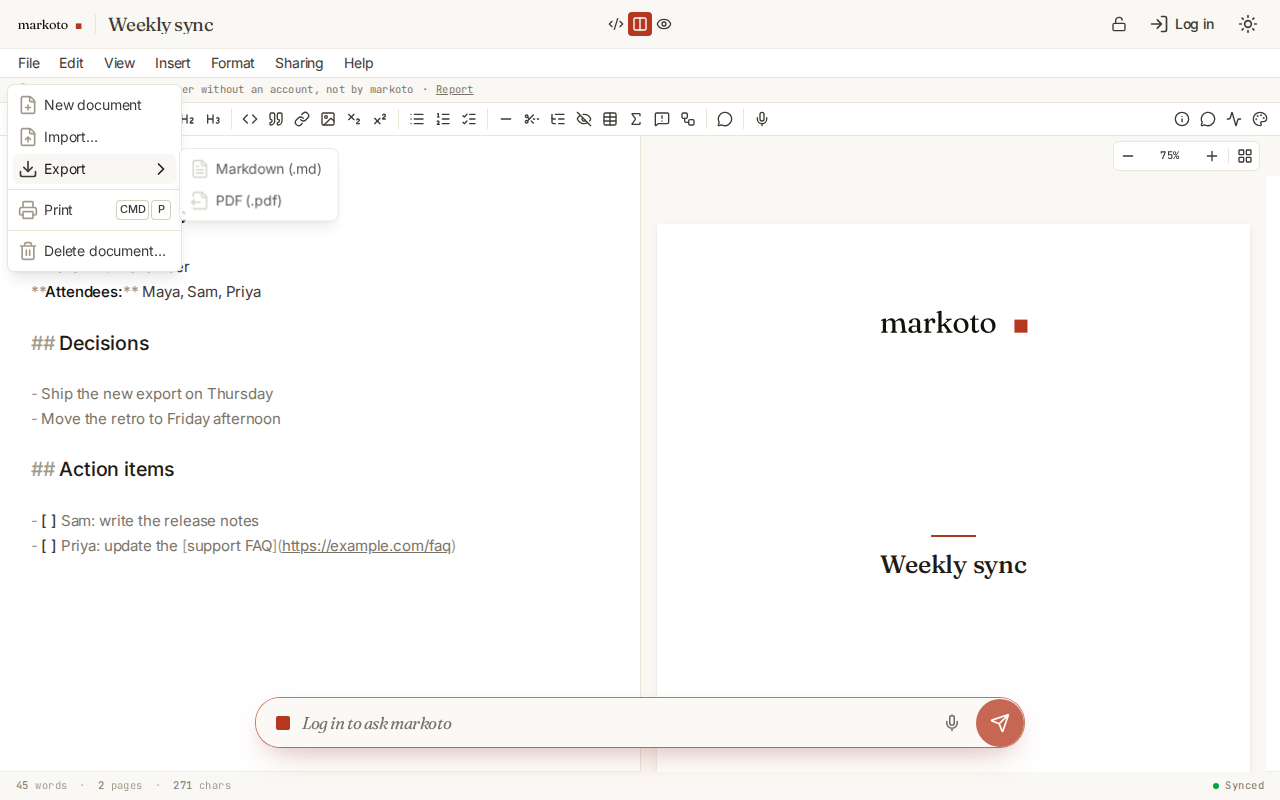 markoto
Weekly sync
Log in
File Edit View Insert Format Sharing Help
without an account, not by markoto · Report
New document
Import...
Export
Print CMD P
Delete document...
Markdown (.md)
PDF (.pdf)
H2 H3
75%
**Attendees:** Maya, Sam, Priya
## Decisions
- Ship the new export on Thursday
- Move the retro to Friday afternoon
## Action items
- [ ] Sam: write the release notes
- [ ] Priya: update the [support FAQ](https://example.com/faq)
markoto
Weekly sync
Log in to ask markoto
45 words · 2 pages · 271 chars
Synced